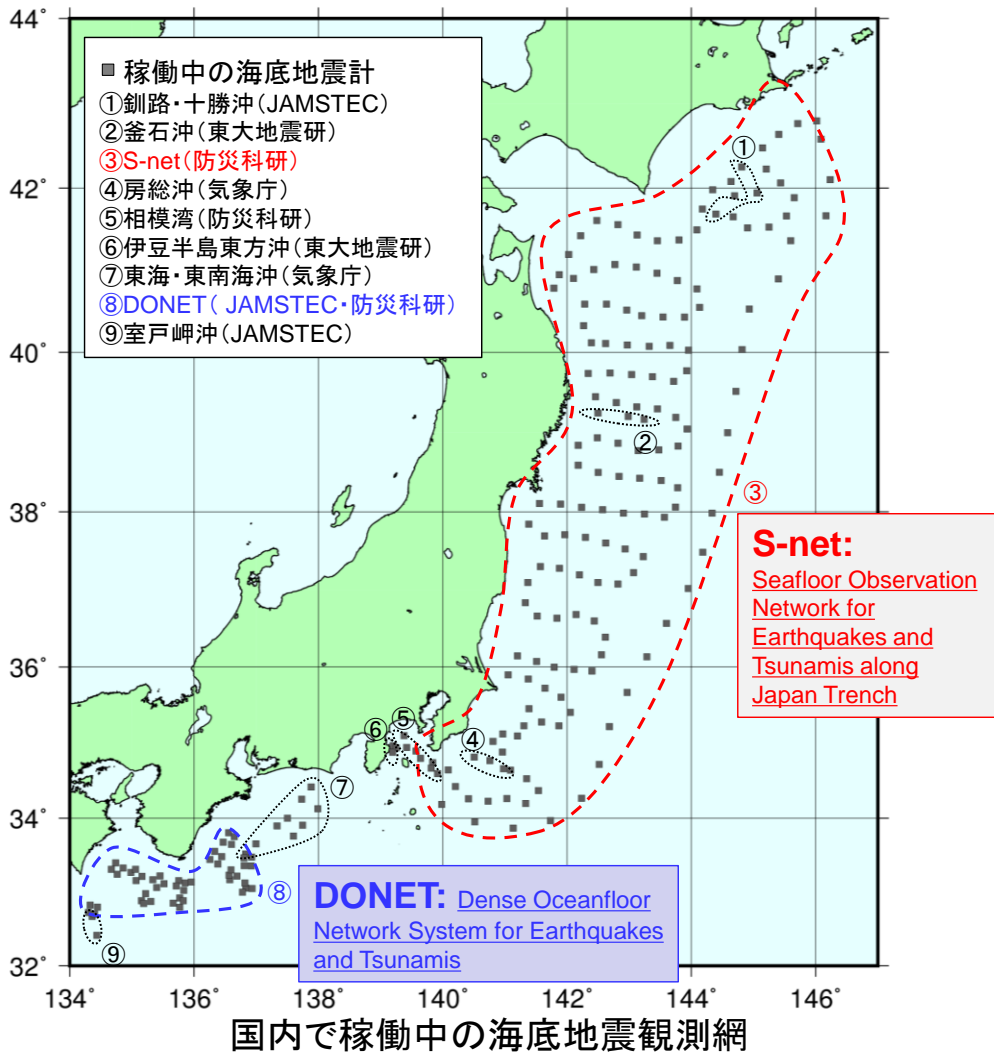 44°
42°
40°
38°
36°
34°
32°
■ 稼働中の海底地震計
①釧路・十勝沖(JAMSTEC)
②釜石沖(東大地震研)
③S-net(防災科研)
④房総沖(気象庁)
⑤相模湾(防災科研)
⑥伊豆半島東方沖(東大地震研)
⑦東海・東南海沖(気象庁)
⑧DONET( JAMSTEC・防災科研)
⑨室戸岬沖(JAMSTEC)
①
②
③
S-net:
Seafloor Observation
Network for
Earthquakes and
Tsunamis along
Japan Trench
④
⑤
⑥
⑦
⑧
DONET: Dense Oceanfloor
Network System for Earthquakes
and Tsunamis
⑨
134° 136° 138° 140° 142° 144° 146°
国内で稼働中の海底地震観測網